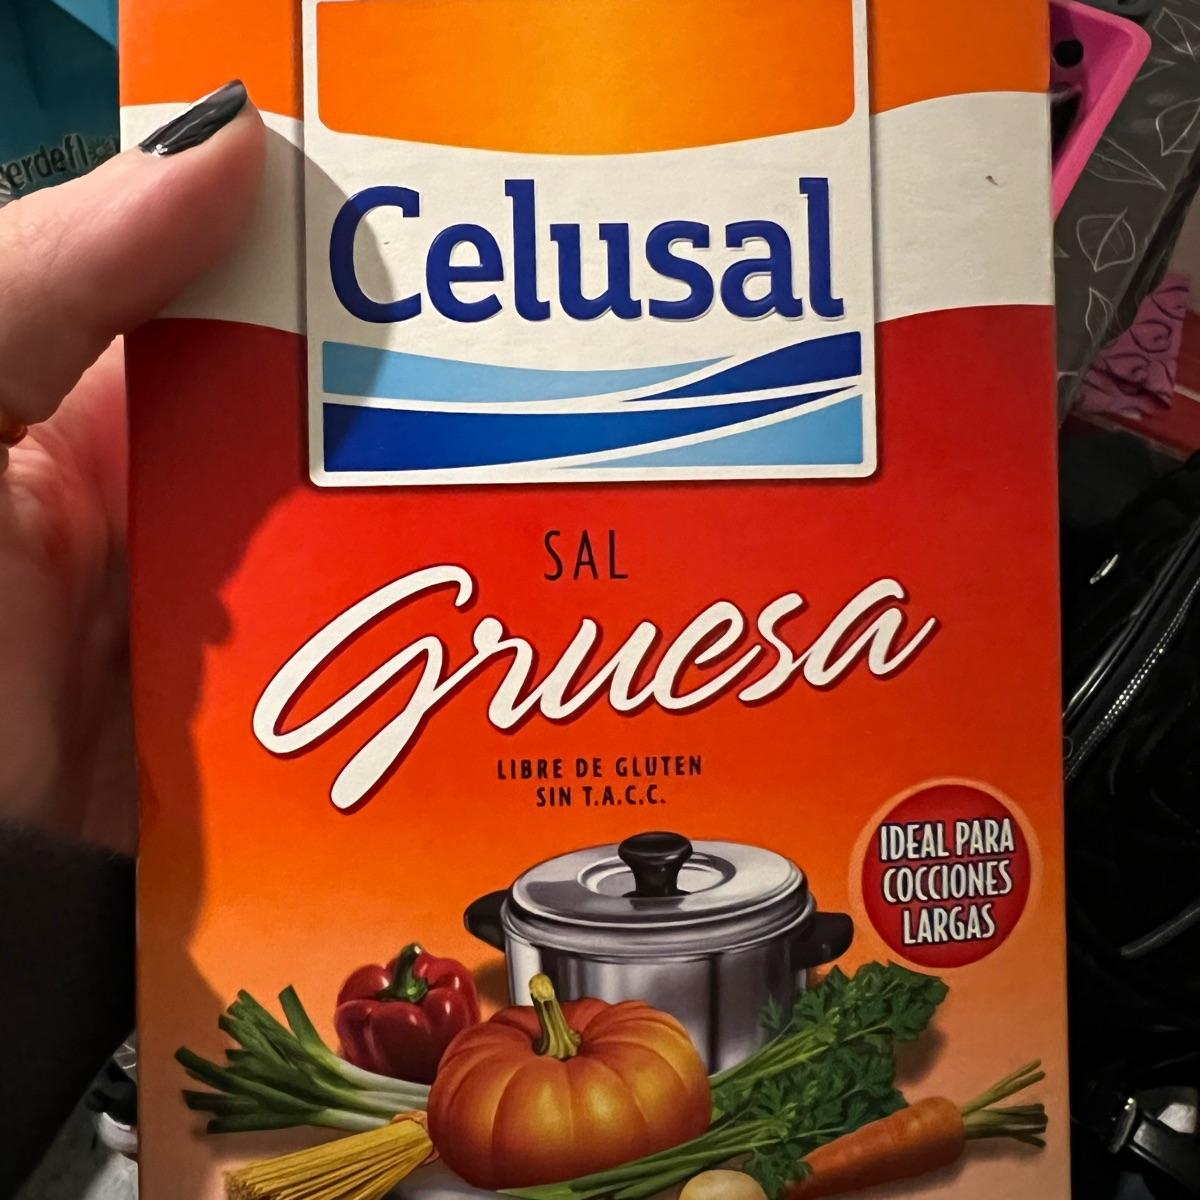 Celusal
SAL
Gruesa
LIBRE DE GLUTEN
SIN T.A.C.C.
IDEAL PARA
COCCIONES
LARGAS